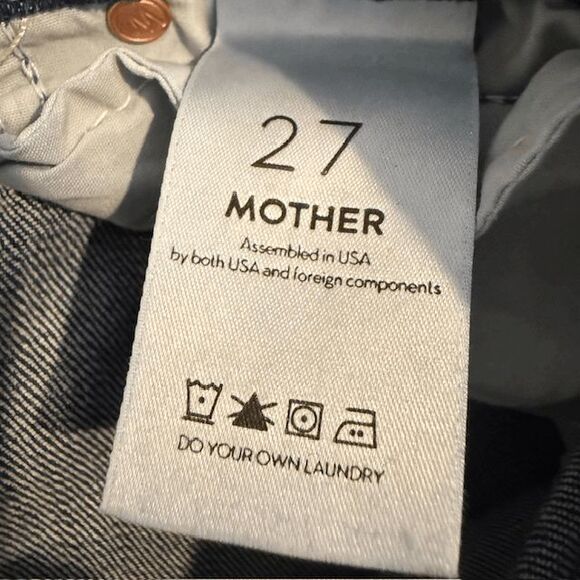 27
MOTHER
Assembled in USA
by both USA and foreign components
DO YOUR OWN LAUNDRY